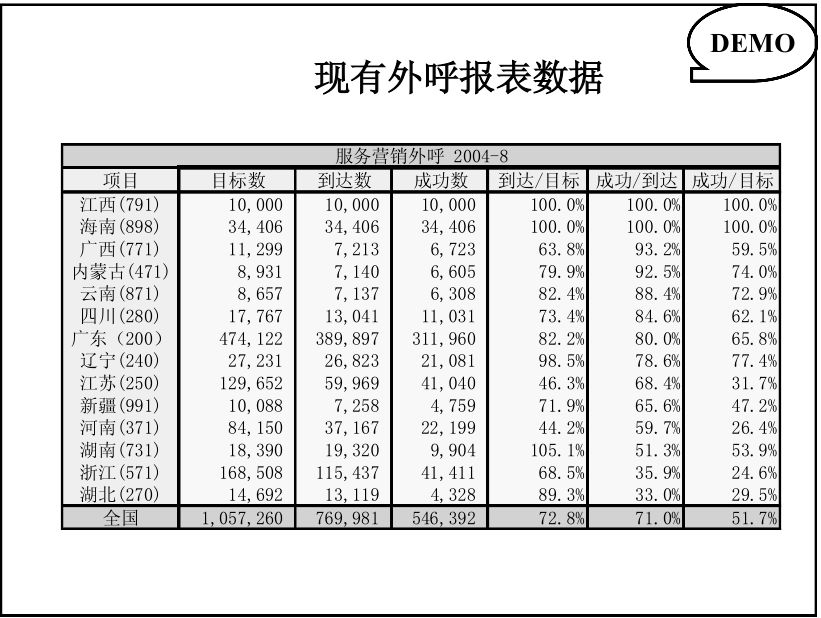 DEMO
现有外呼报表数据
服务营销外呼 2004-8
项目 目标数 到达数 成功数 到达/目标 成功/到达 成功/目标
江西(791) 10,000 10,000 10,000 100.0% 100.0% 100.0%
海南(898) 34,406 34,406 34,406 100.0% 100.0% 100.0%
广西(771) 11,299 7,213 6,723 63.8% 93.2% 59.5%
内蒙古(471) 8,931 7,140 6,605 79.9% 92.5% 74.0%
云南(871) 8,657 7,137 6,308 82.4% 88.4% 72.9%
四川(280) 17,767 13,041 11,031 73.4% 84.6% 62.1%
广东（200） 474,122 389,897 311,960 82.2% 80.0% 65.8%
辽宁(240) 27,231 26,823 21,081 98.5% 78.6% 77.4%
江苏(250) 129,652 59,969 41,040 46.3% 68.4% 31.7%
新疆(991) 10,088 7,258 4,759 71.9% 65.6% 47.2%
河南(371) 84,150 37,167 22,199 44.2% 59.7% 26.4%
湖南(731) 18,390 19,320 9,904 105.1% 51.3% 53.9%
浙江(571) 168,508 115,437 41,411 68.5% 35.9% 24.6%
湖北(270) 14,692 13,119 4,328 89.3% 33.0% 29.5%
全国 1,057,260 769,981 546,392 72.8% 71.0% 51.7%